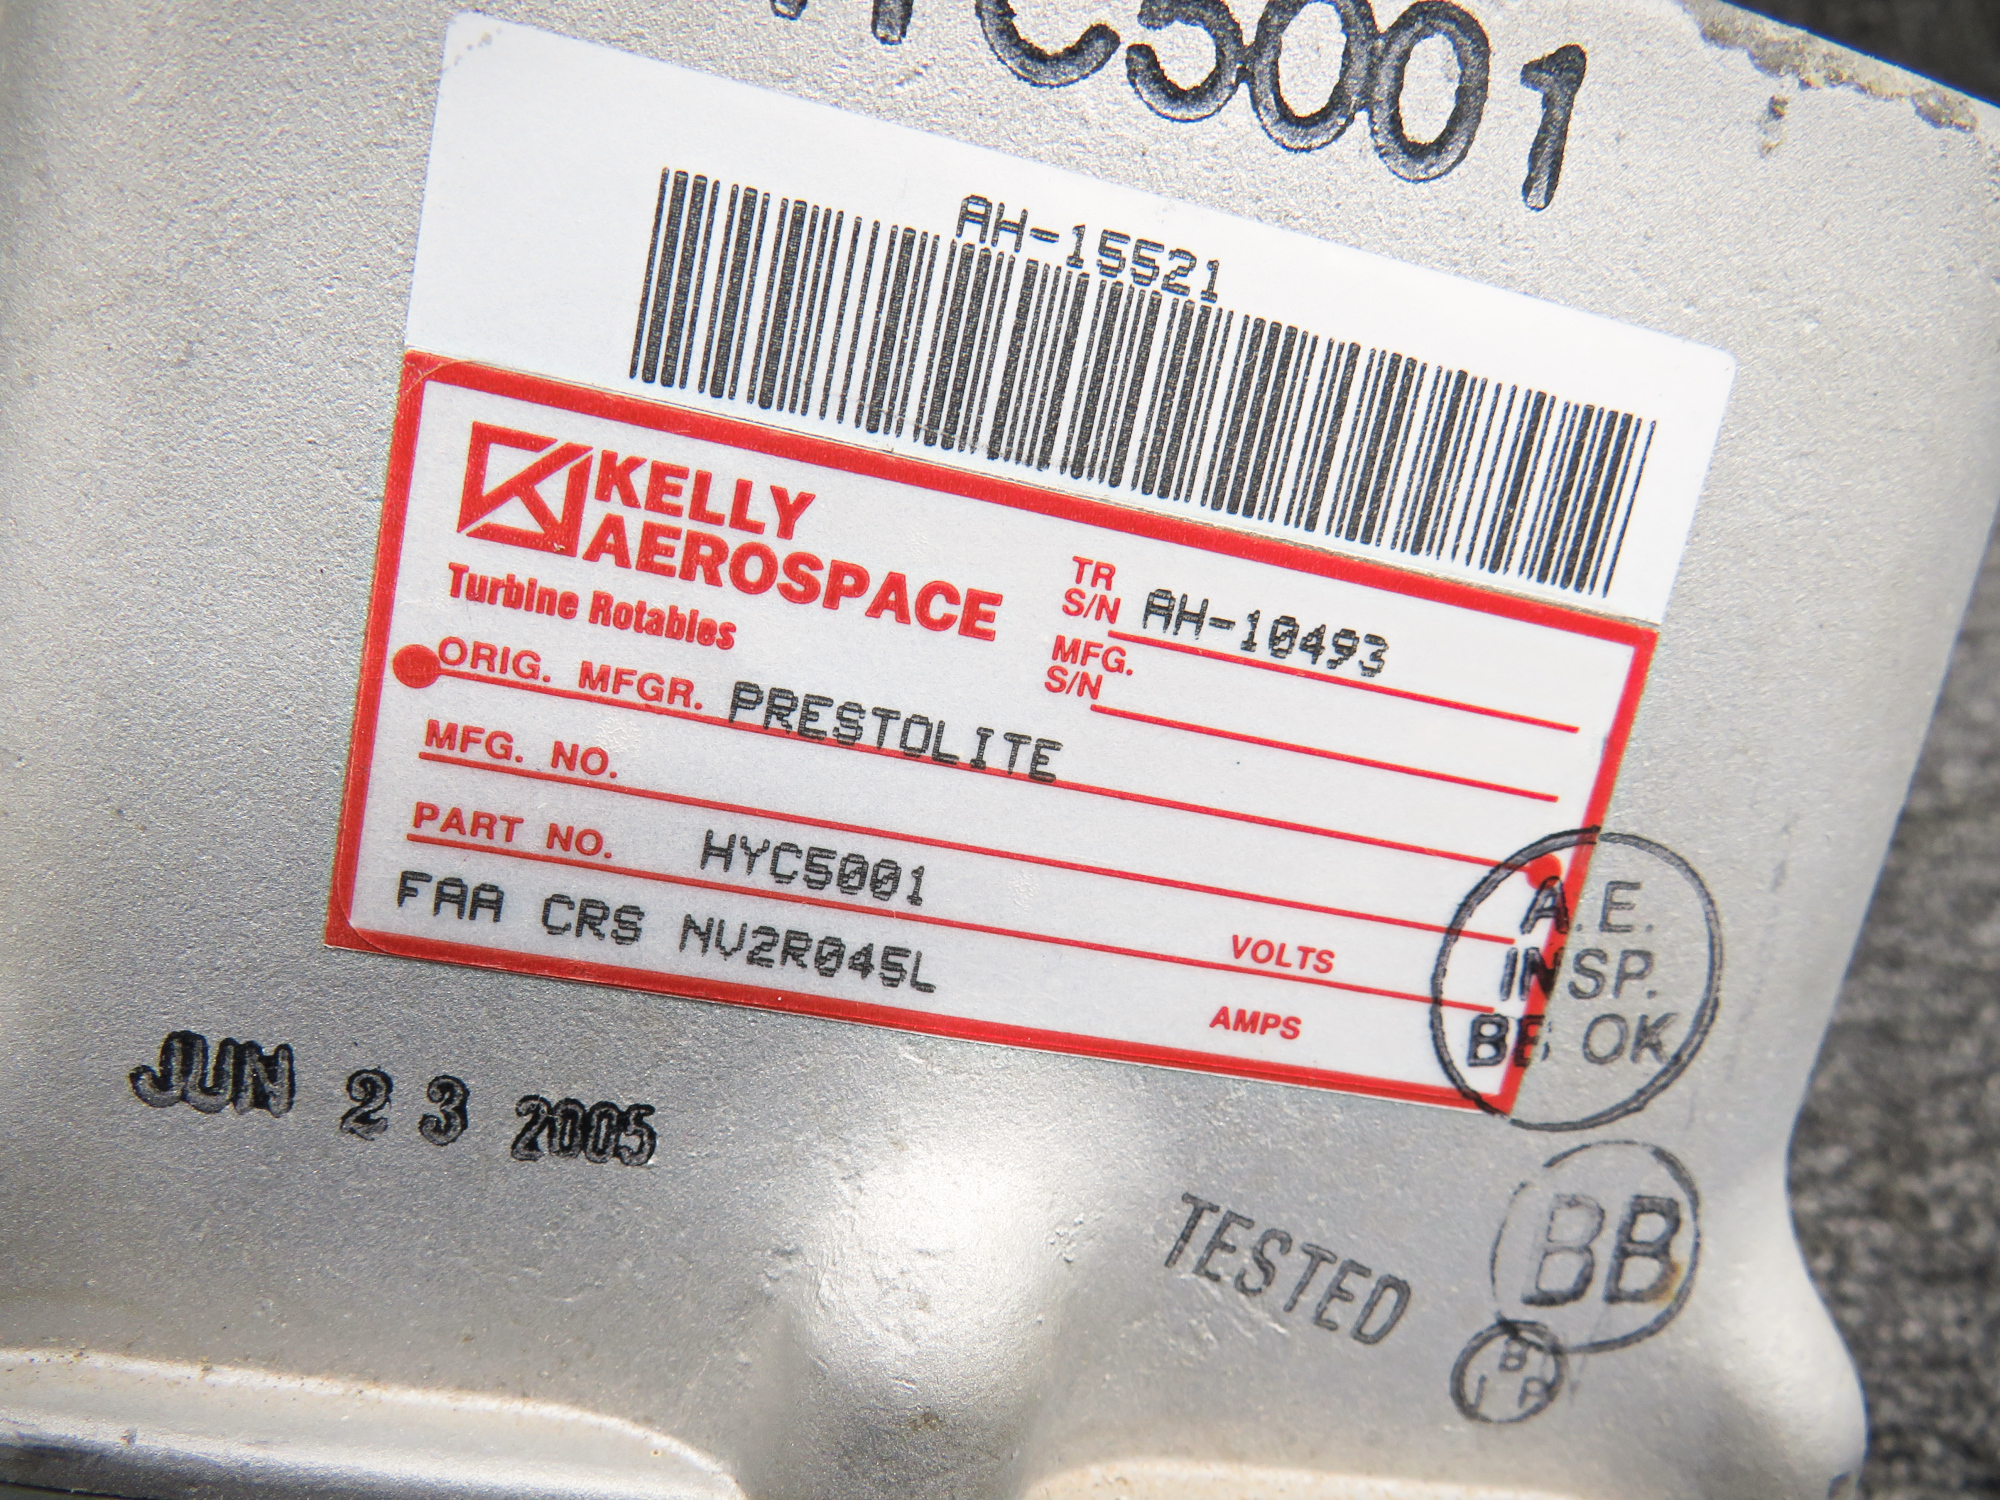 HYC5001
AH-15521
KELLY
AEROSPACE
Turbine Rotables
TR
S/N AH-10493
MFG.
S/N
ORIG. MFGR. PRESTOLITE
MFG. NO.
PART NO. HYC5001
VOLTS
FAA CRS NV2R045L
AMPS
A.E.
INSP.
BB OK
JUN 23 2005
TESTED
BB